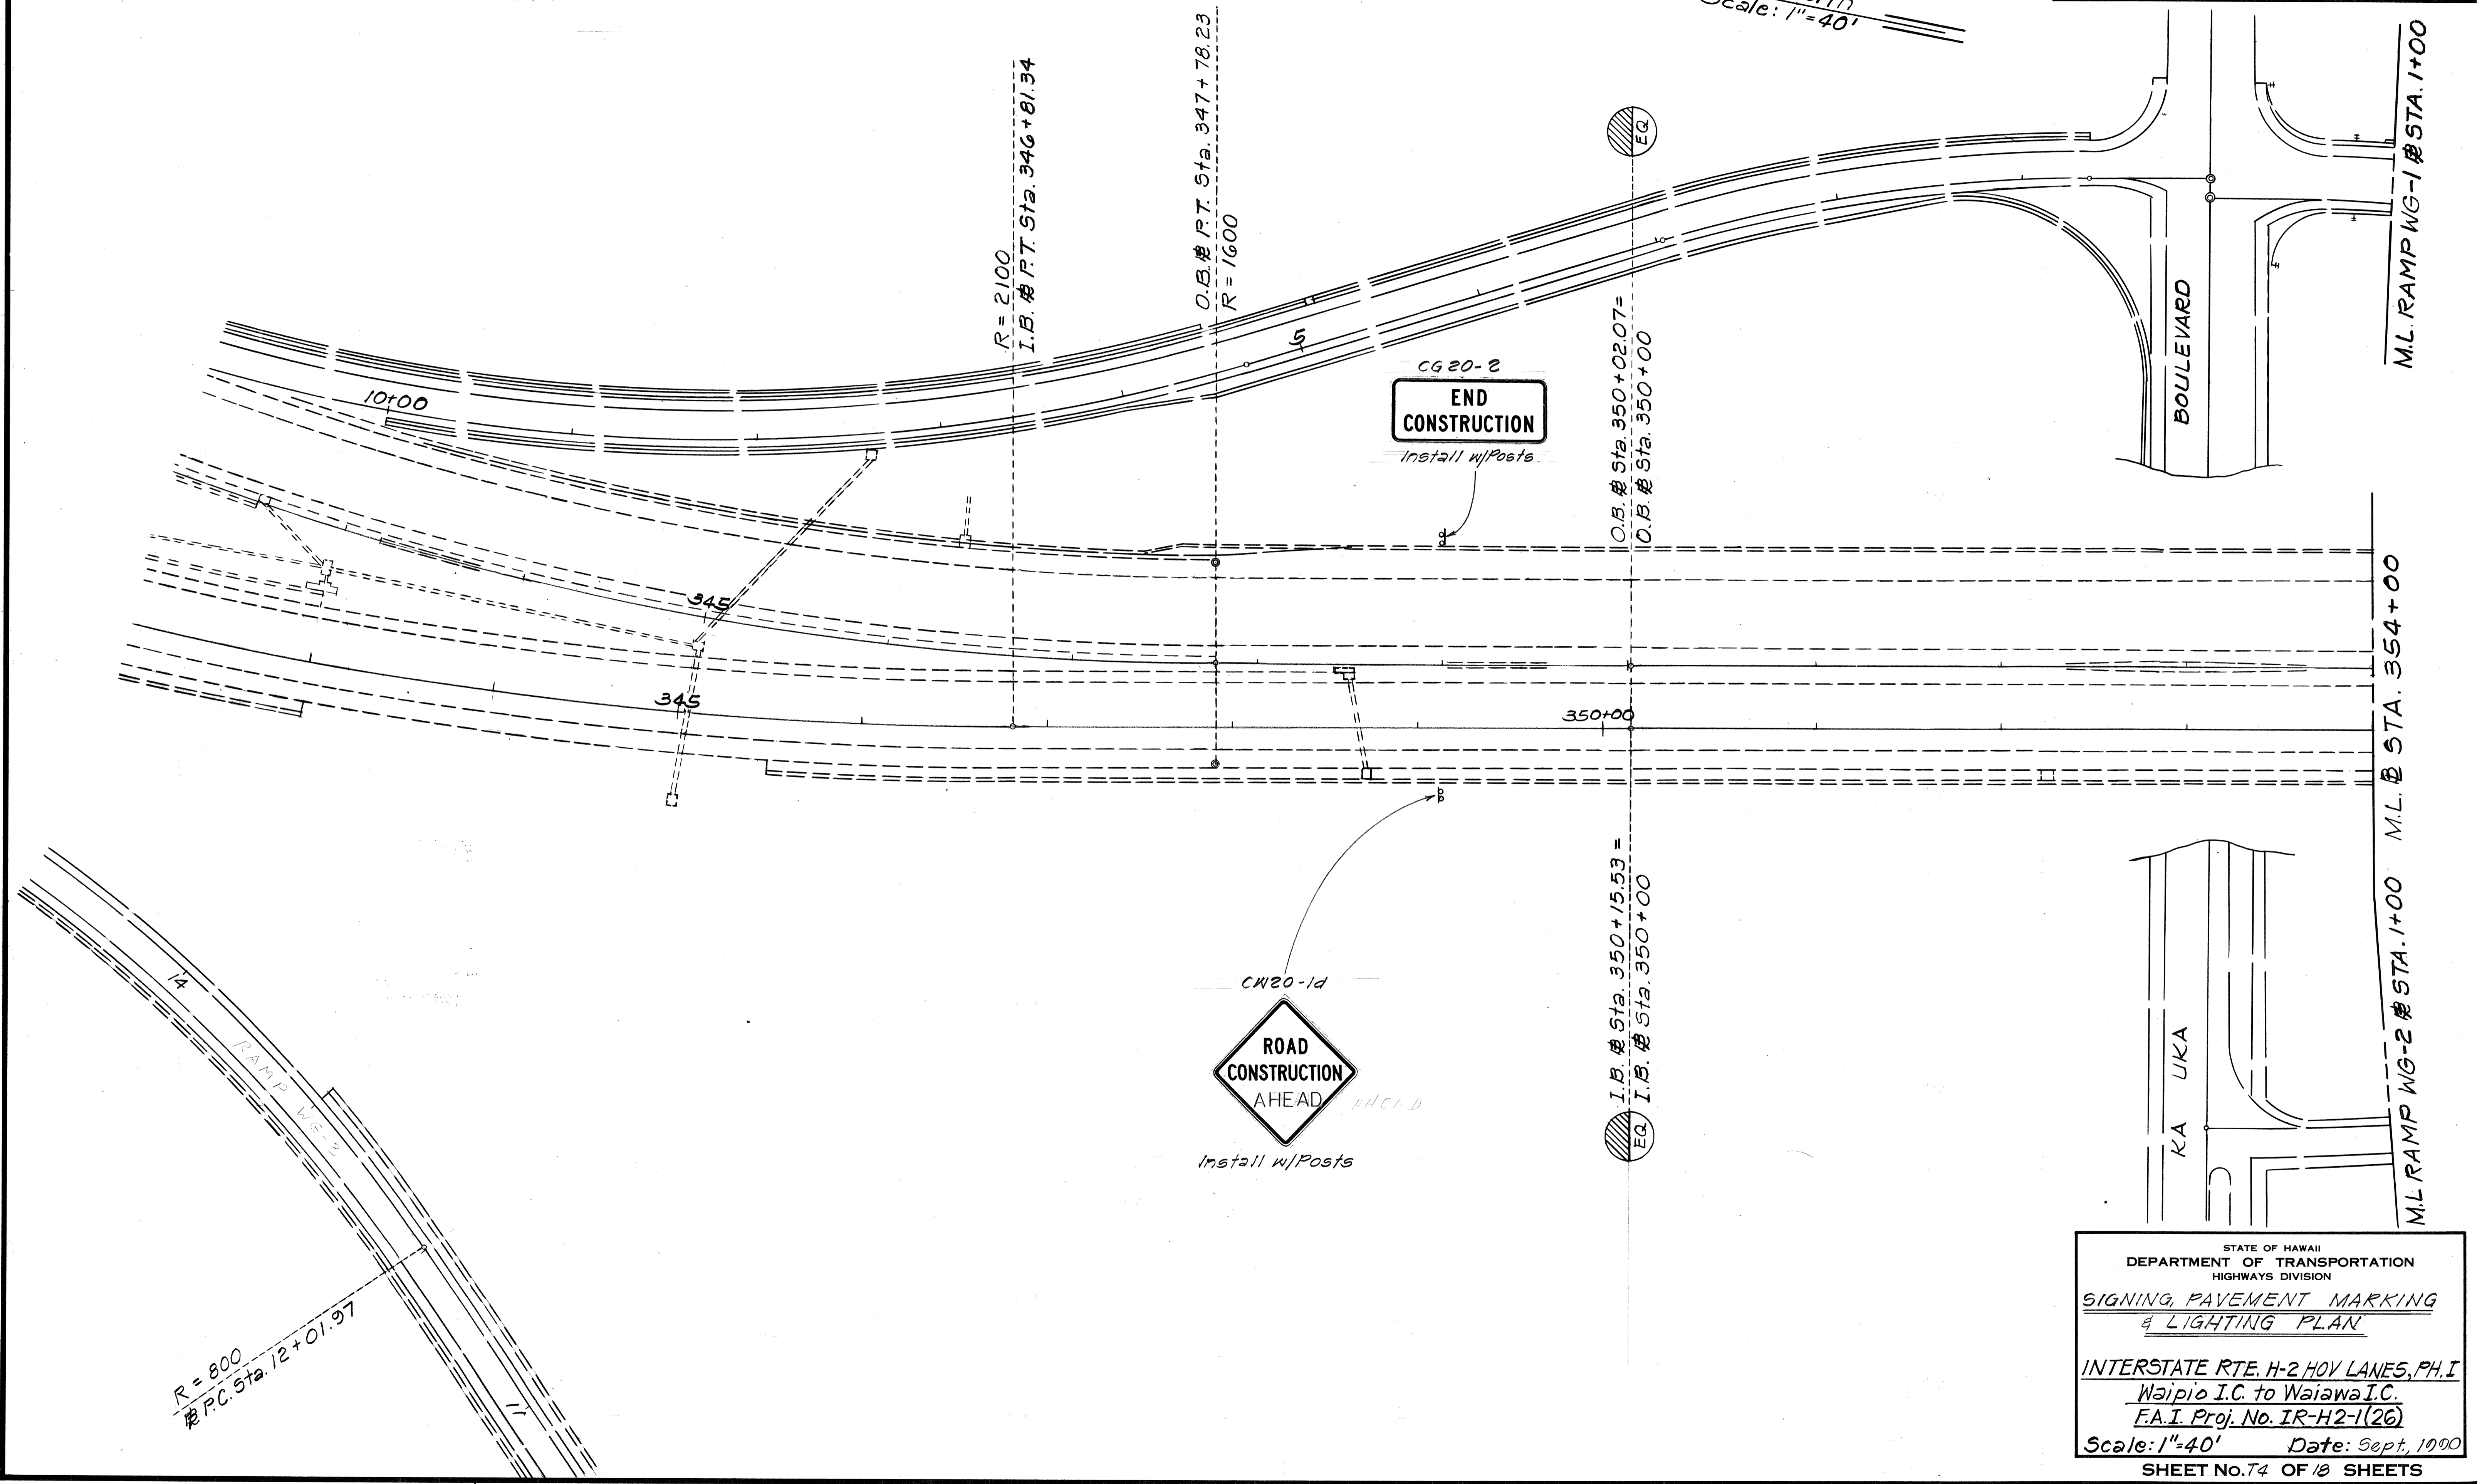 Scale: 1"=40'
R = 2100
I.B. ℞ P.T. Sta. 346+81.34
O.B. ℞ P.T. Sta. 347+78.23
R = 1600
EQ
O.B. ℞ Sta. 350+02.07=
O.B. ℞ Sta. 350+00
M.L. RAMP WG-1 ℞ STA. 1+00
BOULEVARD
5
10+00
CG20-2
END
CONSTRUCTION
Install w/Posts
345
345
350+00
M.L. ℞ STA. 354+00
14
RAMP WG-2
11
R = 800
℞ P.C. Sta. 12+01.97
CW20-1d
ROAD
CONSTRUCTION
AHEAD
Install w/Posts
I.B. ℞ Sta. 350+15.53 =
I.B. ℞ Sta. 350+00
EQ
KA UKA
M.L RAMP WG-2 ℞ STA. 1+00
STATE OF HAWAII
DEPARTMENT OF TRANSPORTATION
HIGHWAYS DIVISION
SIGNING, PAVEMENT MARKING
& LIGHTING PLAN
INTERSTATE RTE. H-2 HOV LANES, PH. I
Waipio I.C. to Waiawa I.C.
F.A.I. Proj. No. IR-H2-1(26)
Scale: 1"=40' Date: Sept., 1990
SHEET No. T4 OF 18 SHEETS